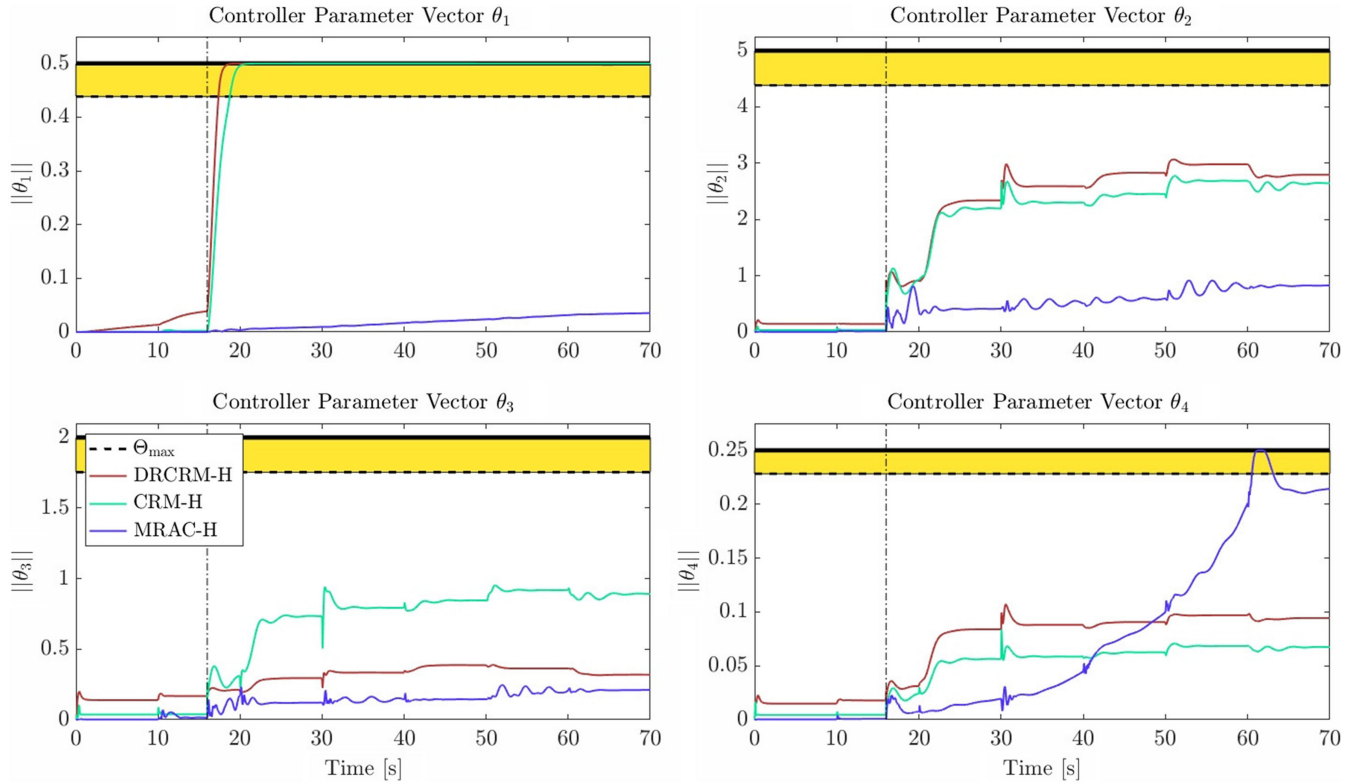 Controller Parameter Vector θ₁
||θ₁||
0.5
0.4
0.3
0.2
0.1
0
0 10 20 30 40 50 60 70
Controller Parameter Vector θ₂
||θ₂||
5
4
3
2
1
0
0 10 20 30 40 50 60 70
Controller Parameter Vector θ₃
||θ₃||
2
1.5
1
0.5
0
Θmax
DRCRM-H
CRM-H
MRAC-H
0 10 20 30 40 50 60 70
Time [s]
Controller Parameter Vector θ₄
||θ₄||
0.25
0.2
0.15
0.1
0.05
0
0 10 20 30 40 50 60 70
Time [s]